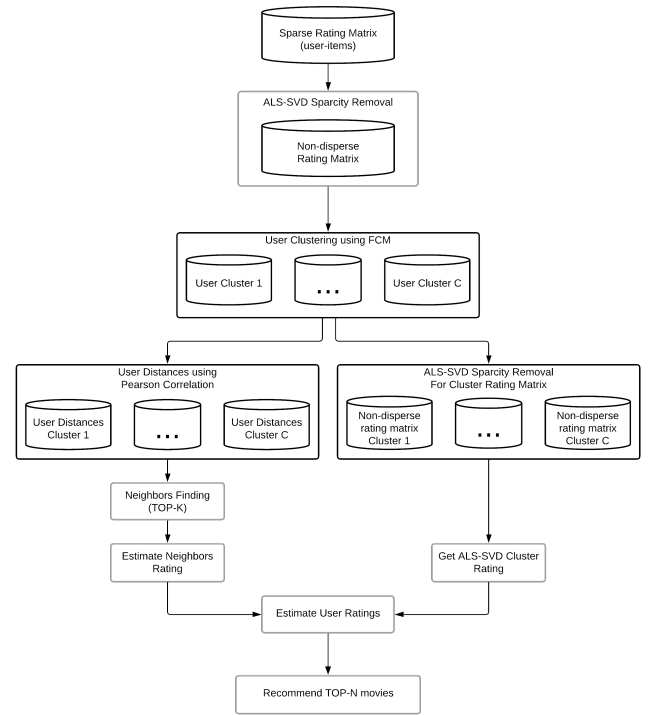 Sparse Rating Matrix
(user-items)
ALS-SVD Sparcity Removal
Non-disperse
Rating Matrix
User Clustering using FCM
User Cluster 1
...
User Cluster C
User Distances using
Pearson Correlation
User Distances
Cluster 1
...
User Distances
Cluster C
ALS-SVD Sparcity Removal
For Cluster Rating Matrix
Non-disperse
rating matrix
Cluster 1
...
Non-disperse
rating matrix
Cluster C
Neighbors Finding
(TOP-K)
Estimate Neighbors
Rating
Get ALS-SVD Cluster
Rating
Estimate User Ratings
Recommend TOP-N movies